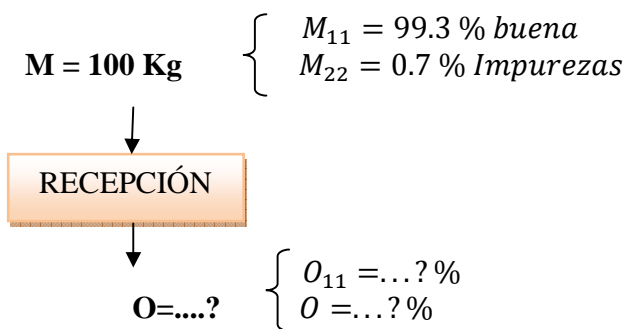 M₁₁ = 99.3 % buena
M = 100 Kg
M₂₂ = 0.7 % Impurezas
RECEPCIÓN
O₁₁ =…? %
O=....?
O =…? %